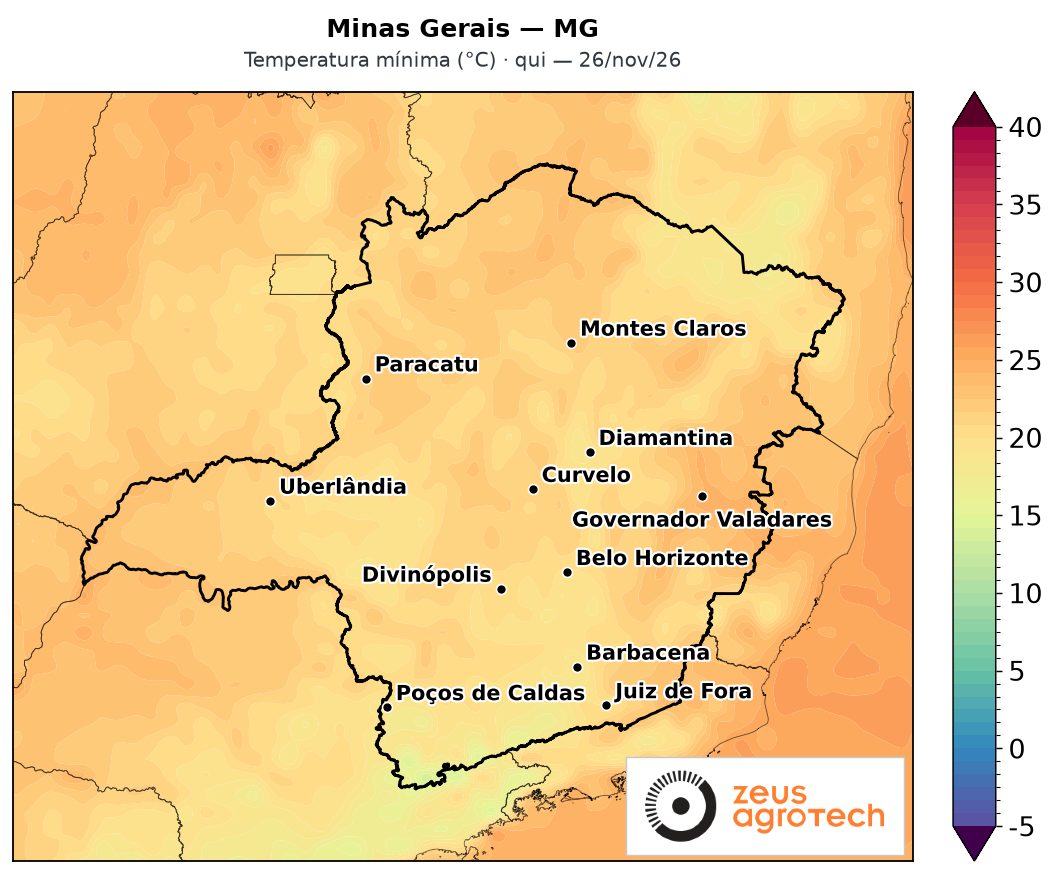 Minas Gerais — MG
Temperatura mínima (°C) · qui — 26/nov/26
40
35
30
25
20
15
10
5
0
-5
Montes Claros
Paracatu
Diamantina
Curvelo
Uberlândia
Governador Valadares
Belo Horizonte
Divinópolis
Barbacena
Poços de Caldas
Juiz de Fora
zeus
agrotech